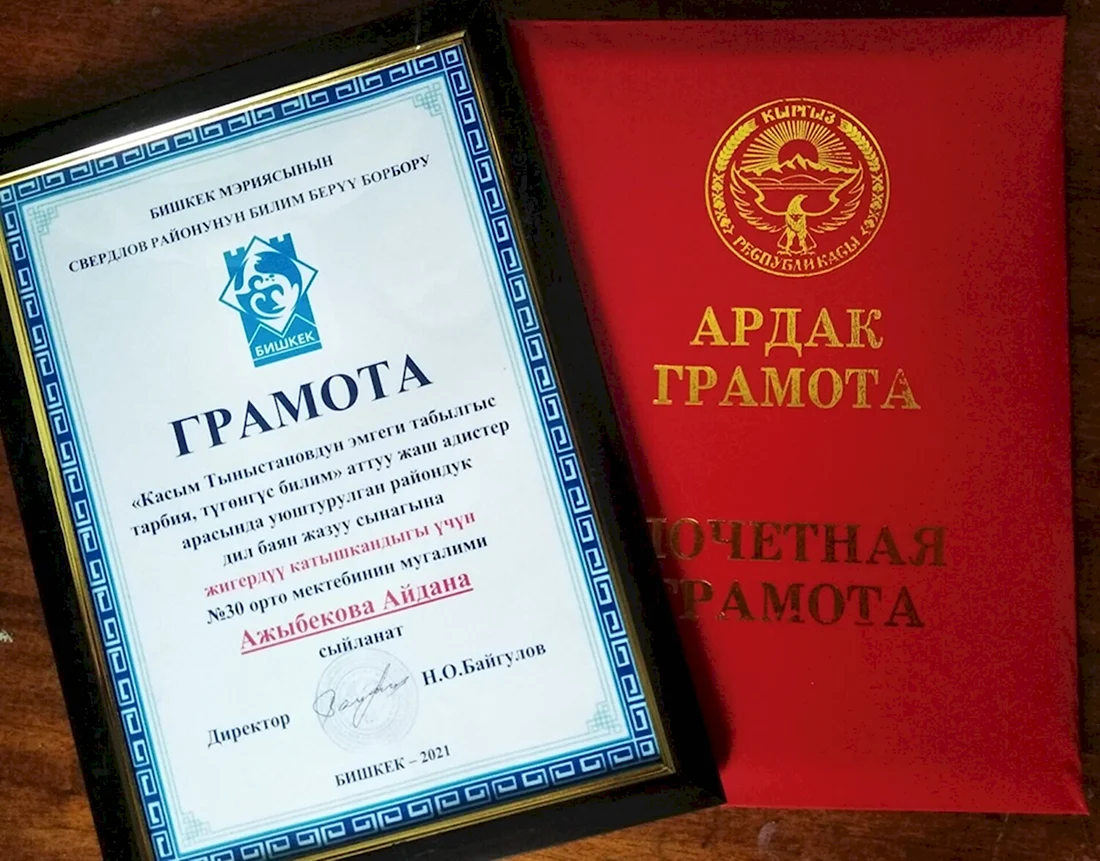 БИШКЕК МЭРИЯСЫНЫН
СВЕРДЛОВ РАЙОНУНУН БИЛИМ БЕРҮҮ БОРБОРУ
БИШКЕК
ГРАМОТА
«Касым Тыныстановдун эмгеги табылгыс
тарбия, түгөнгүс билим» аттуу жаш адистер
арасында уюштурулган райондук
дил баян жазуу сынагына
жигердүү катышкандыгы үчүн
№30 орто мектебинин мугалими
Ажыбекова Айдана
сыйланат
Директор Н.О.Байгулов
БИШКЕК – 2021
КЫРГЫЗ
РЕСПУБЛИКАСЫ
АРДАК
ГРАМОТА
ПОЧЕТНАЯ
ГРАМОТА